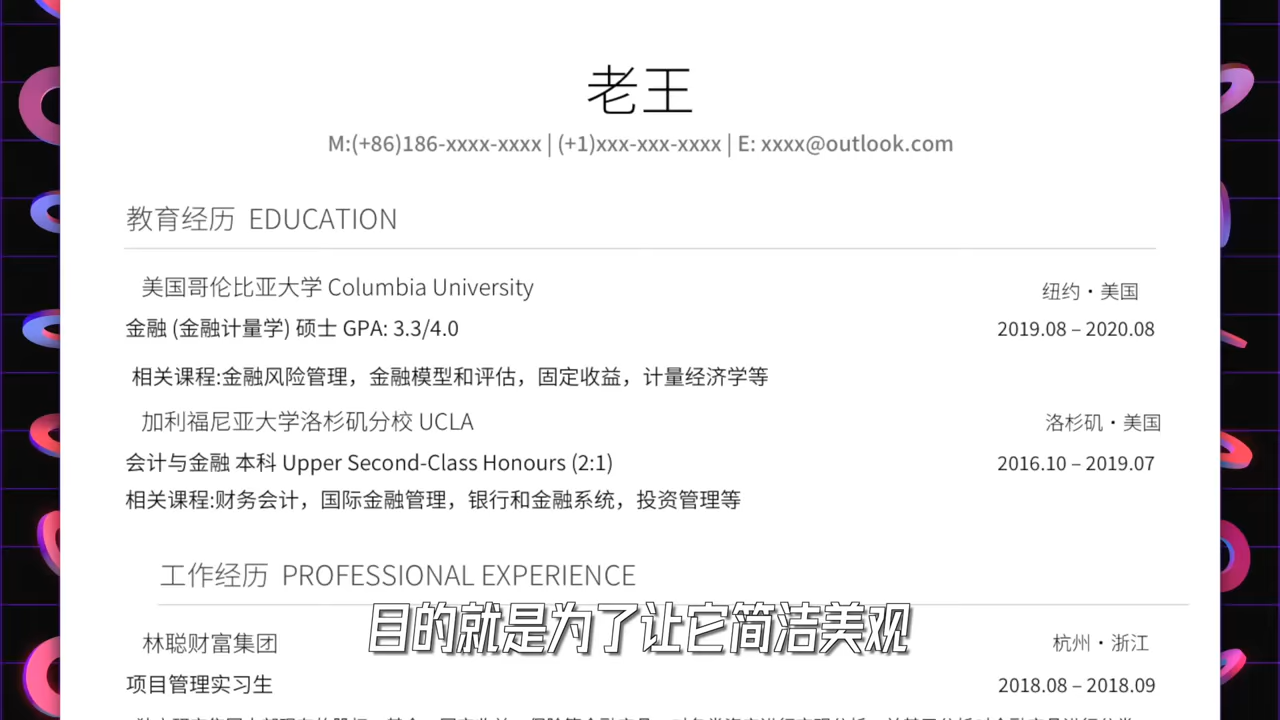 老王
M:(+86)186-xxxx-xxxx | (+1)xxx-xxx-xxxx | E: xxxx@outlook.com
教育经历 EDUCATION
美国哥伦比亚大学 Columbia University 纽约・美国
金融 (金融计量学) 硕士 GPA: 3.3/4.0 2019.08 – 2020.08
相关课程:金融风险管理，金融模型和评估，固定收益，计量经济学等
加利福尼亚大学洛杉矶分校 UCLA 洛杉矶・美国
会计与金融 本科 Upper Second-Class Honours (2:1) 2016.10 – 2019.07
相关课程:财务会计，国际金融管理，银行和金融系统，投资管理等
工作经历 PROFESSIONAL EXPERIENCE
目的就是为了让它简洁美观
林聪财富集团 杭州・浙江
项目管理实习生 2018.08 – 2018.09